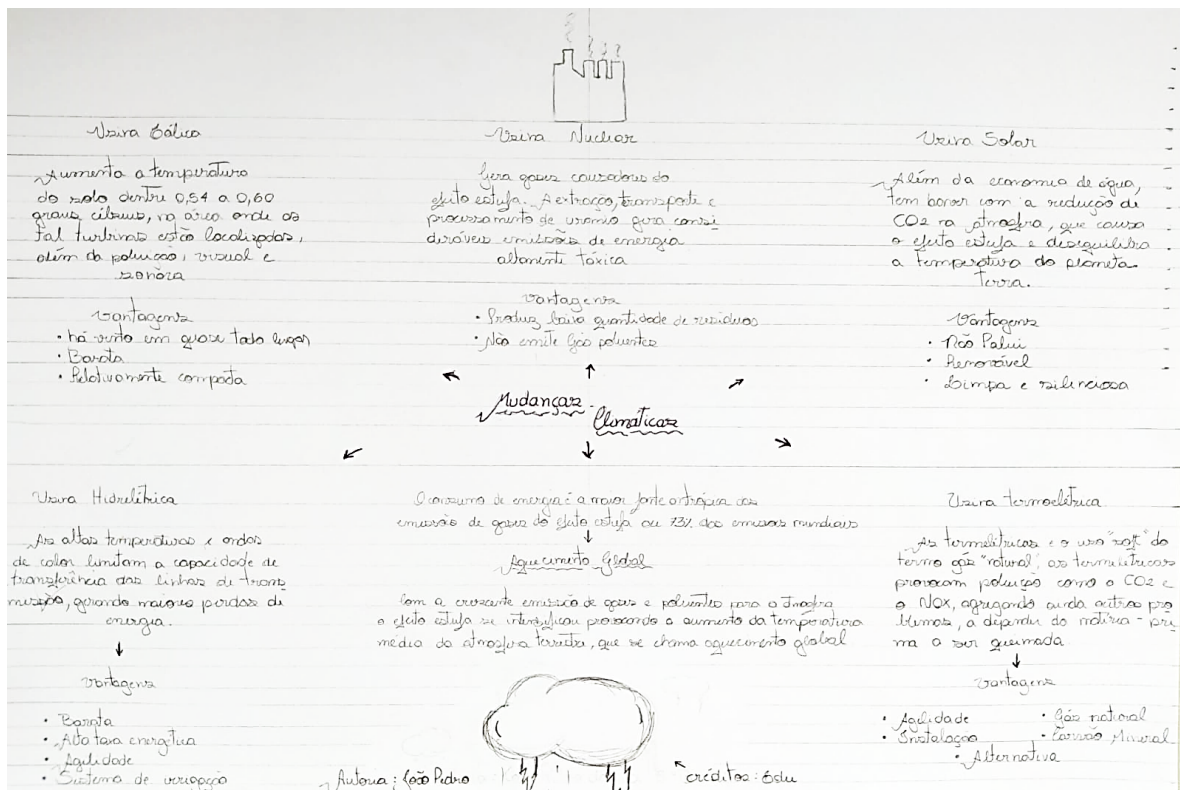 Usina Eólica
Aumenta a temperatura
do solo dentre 0,54 a 0,60
graus célsius, na área onde as
tal turbinas estão localizadas,
além da poluição, visual e
sonora
vantagens
• há vento em quase todo lugar
• Barata
• Relativamente compacta
Usina Nuclear
Gera gases causadores do
efeito estufa. A extração, transporte e
processamento de urânio gera consi
deráveis emissões de energia
altamente tóxica
vantagens
• Produz baixa quantidade de resíduos
• Não emite gás poluente
Usina Solar
Além da economia de água,
tem bonar com a redução de
CO2 na atmosfra, que causa
o efeito estufa e desequilibra
a temperatura do planeta
Terra.
Vantagens
• Não Polui
• Renovável
• Limpa e silenciosa
Mudanças
Climáticas
Usina Hidrelétrica
As altas temperaturas e ondas
de calor limitam a capacidade de
transferência das linhas de trans
missão, gerando maiores perdas de
energia.
Vantagens
• Barata
• Alta taxa energética
• Agilidade
• Sistema de irrigação
O consumo de energia é a maior fonte antrópica das
emissão de gases do efeito estufa ou 73% das emissões mundiais
Aquecimento Global
Com a crescente emissão de gases e poluentes para a atmosfra
o efeito estufa se intensificou provocando o aumento da temperatura
média da atmosfera terrestre, que se chama aquecimento global
Autoria: João Pedro
créditos: Edu
Usina termoelétrica
As termelétricas e o uso "soft" do
termo gás "natural", as termelétricas
provocam poluição como o CO2 e
o NOx, agregando ainda outros pro
blemas, a depender da matéria-pri
ma a ser queimada.
Vantagens
• Agilidade
• Instalação
• Gás natural
• Carvão Mineral
• Alternativa